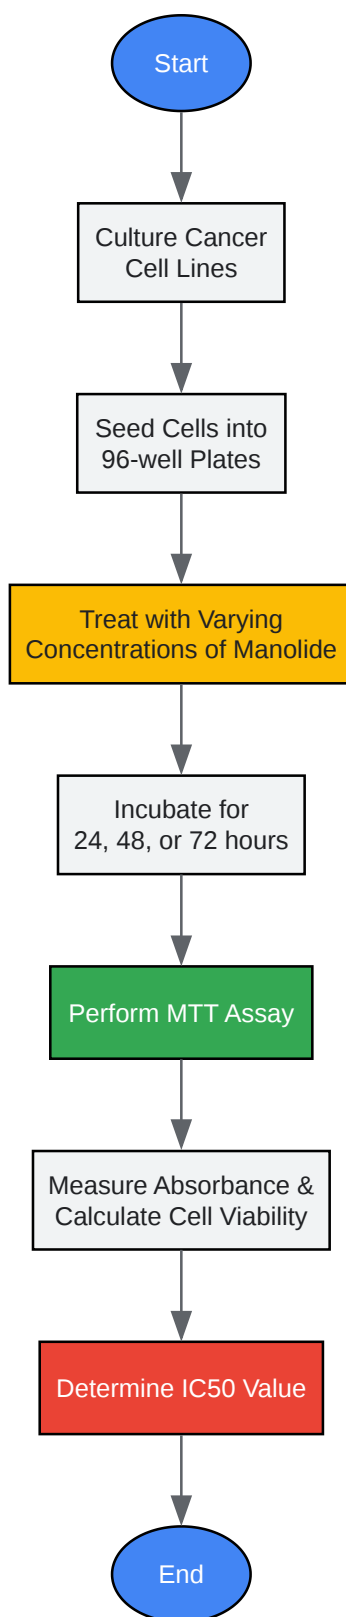 Start
Culture Cancer
Cell Lines
Seed Cells into
96-well Plates
Treat with Varying
Concentrations of Manolide
Incubate for
24, 48, or 72 hours
Perform MTT Assay
Measure Absorbance &
Calculate Cell Viability
Determine IC50 Value
End